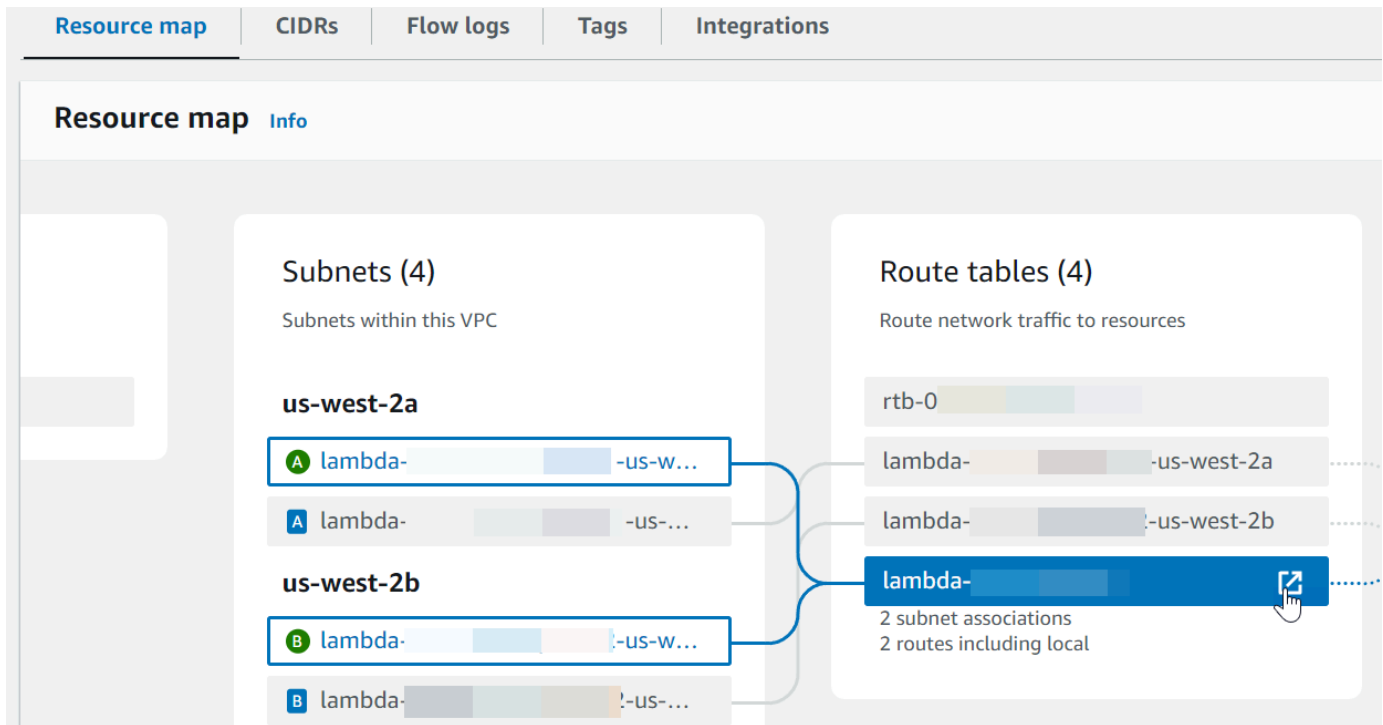 Resource map CIDRs Flow logs Tags Integrations
Resource map Info
Subnets (4)
Subnets within this VPC
us-west-2a
A lambda- -us-w...
A lambda- -us-...
us-west-2b
B lambda- -us-w...
B lambda- -us-...
Route tables (4)
Route network traffic to resources
rtb-0
lambda- -us-west-2a
lambda- -us-west-2b
lambda-
2 subnet associations
2 routes including local